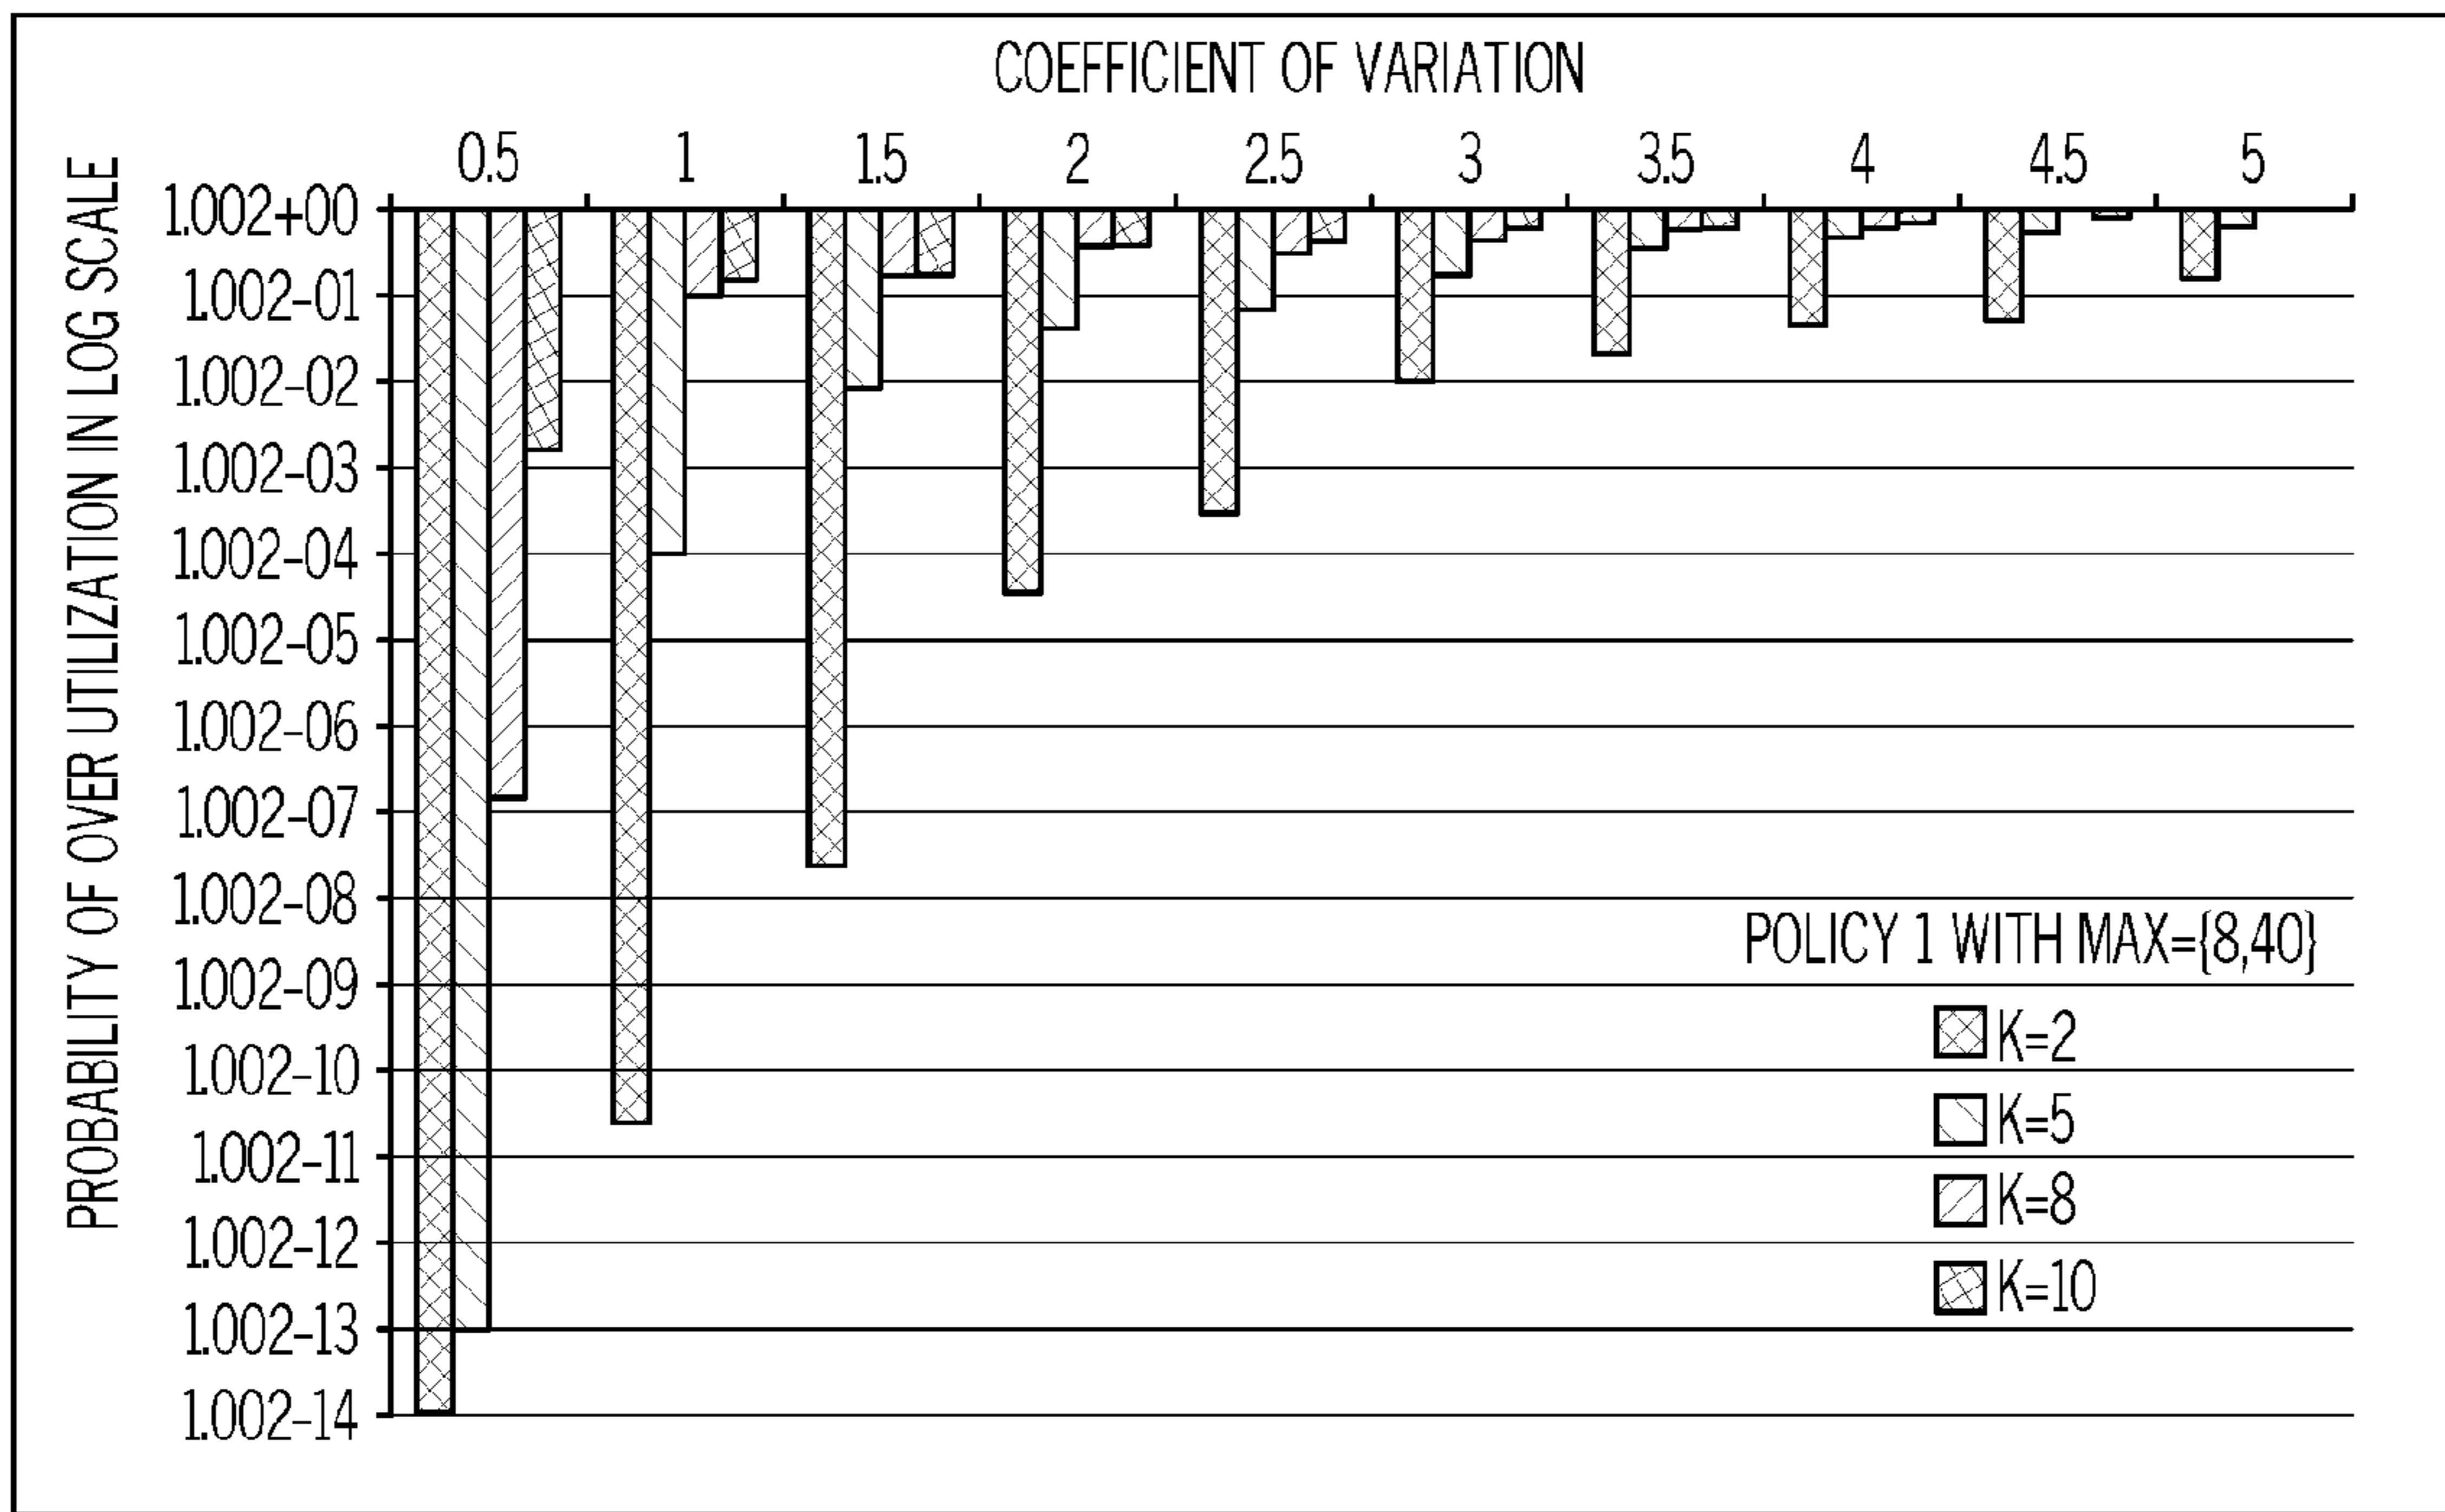 COEFFICIENT OF VARIATION
0.5 1 1.5 2 2.5 3 3.5 4 4.5 5
PROBABILITY OF OVER UTILIZATION IN LOG SCALE
1.002+00
1.002-01
1.002-02
1.002-03
1.002-04
1.002-05
1.002-06
1.002-07
1.002-08
1.002-09
1.002-10
1.002-11
1.002-12
1.002-13
1.002-14
POLICY 1 WITH MAX={8,40}
K=2
K=5
K=8
K=10